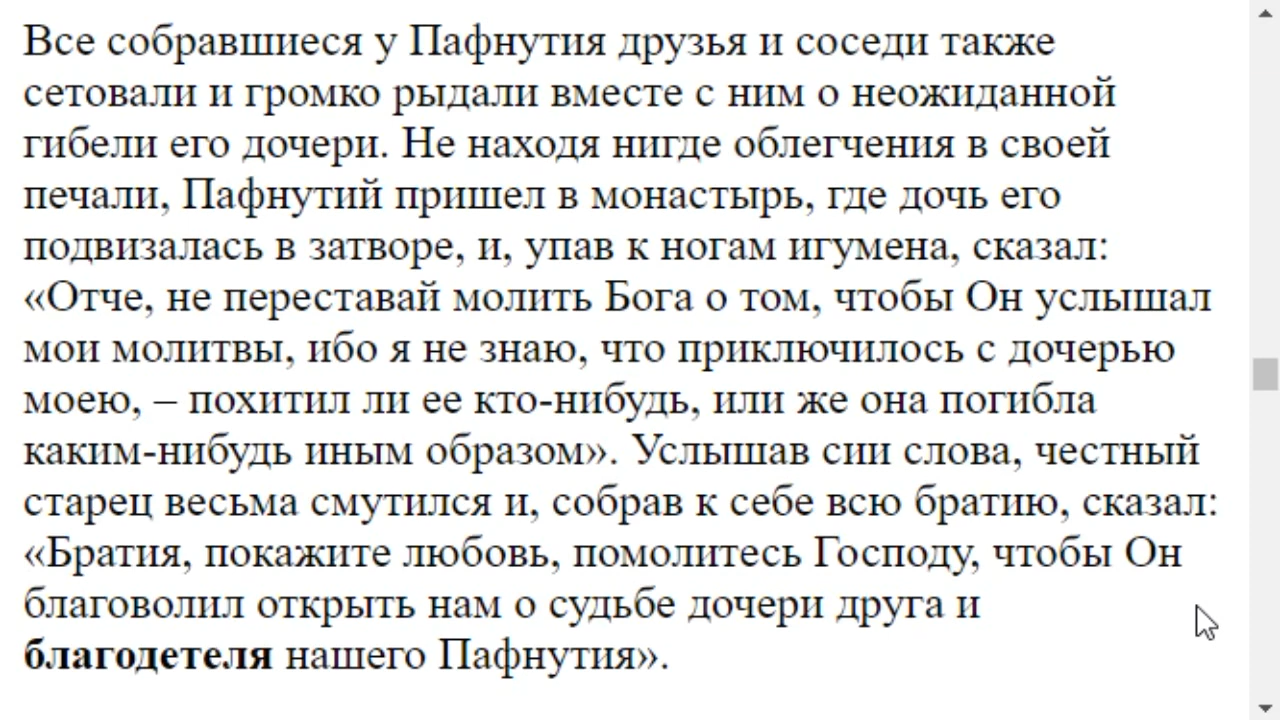 Все собравшиеся у Пафнутия друзья и соседи также
сетовали и громко рыдали вместе с ним о неожиданной
гибели его дочери. Не находя нигде облегчения в своей
печали, Пафнутий пришел в монастырь, где дочь его
подвизалась в затворе, и, упав к ногам игумена, сказал:
«Отче, не переставай молить Бога о том, чтобы Он услышал
мои молитвы, ибо я не знаю, что приключилось с дочерью
моею, – похитил ли ее кто-нибудь, или же она погибла
каким-нибудь иным образом». Услышав сии слова, честный
старец весьма смутился и, собрав к себе всю братию, сказал:
«Братия, покажите любовь, помолитесь Господу, чтобы Он
благоволил открыть нам о судьбе дочери друга и
благодетеля нашего Пафнутия».